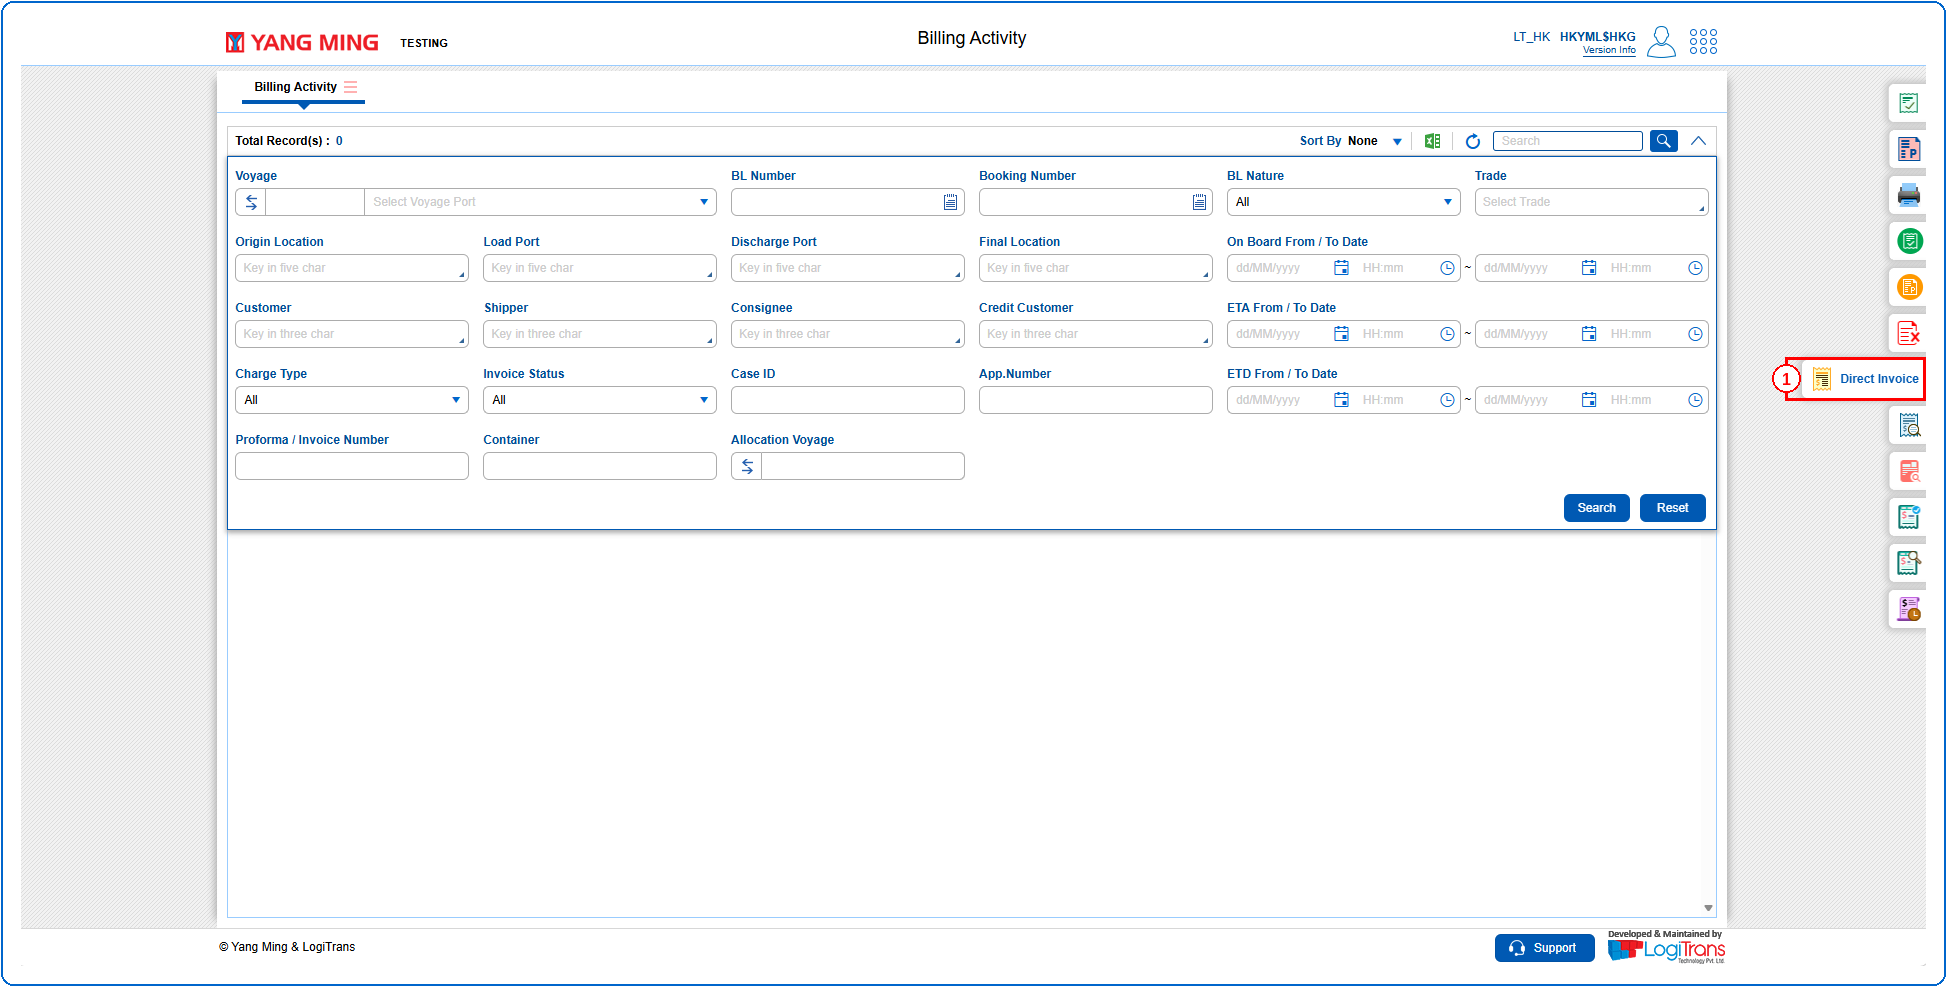 YANG MING TESTING
Billing Activity
LT_HK HKYML$HKG
Version Info
Billing Activity
Total Record(s) : 0
Sort By None
Search
Voyage BL Number Booking Number BL Nature Trade
Select Voyage Port All Select Trade
Origin Location Load Port Discharge Port Final Location On Board From / To Date
Key in five char Key in five char Key in five char Key in five char dd/MM/yyyy HH:mm ~ dd/MM/yyyy HH:mm
Customer Shipper Consignee Credit Customer ETA From / To Date
Key in three char Key in three char Key in three char Key in three char dd/MM/yyyy HH:mm ~ dd/MM/yyyy HH:mm
Charge Type Invoice Status Case ID App.Number ETD From / To Date
All All dd/MM/yyyy HH:mm ~ dd/MM/yyyy HH:mm
1 Direct Invoice
Proforma / Invoice Number Container Allocation Voyage
Search Reset
© Yang Ming & LogiTrans
Support
Developed & Maintained by
LogiTrans
Technology Pvt. Ltd